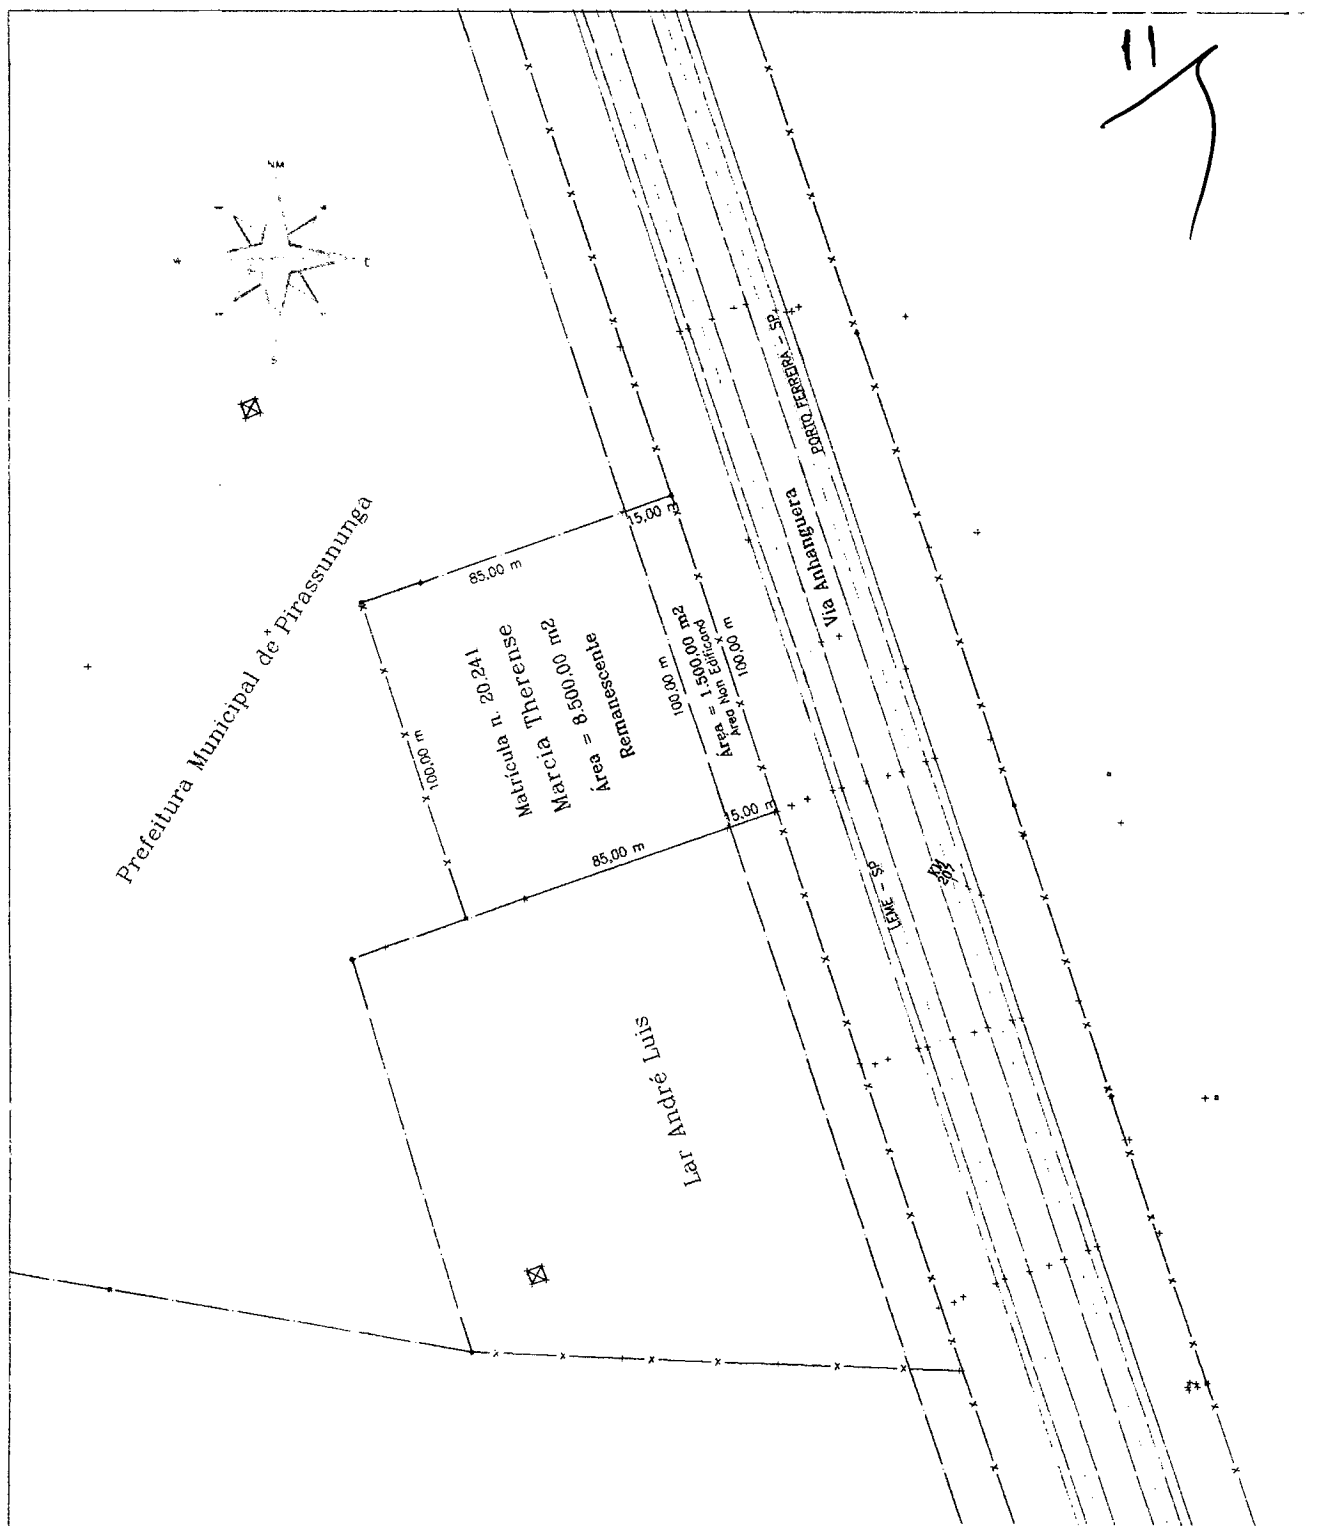 11
NM
S
Prefeitura Municipal de Pirassununga
85,00 m
15,00 m
100,00 m
Matrícula n. 20.241
Marcia Therense
Área = 8.500,00 m2
Remanescente
100,00 m
Área = 1.500,00 m2
Área Non Edificand
100,00 m
85,00 m
15,00 m
PORTO FERREIRA - SP
Via Anhanguera
LEME - SP
KM
207
Lar André Luis